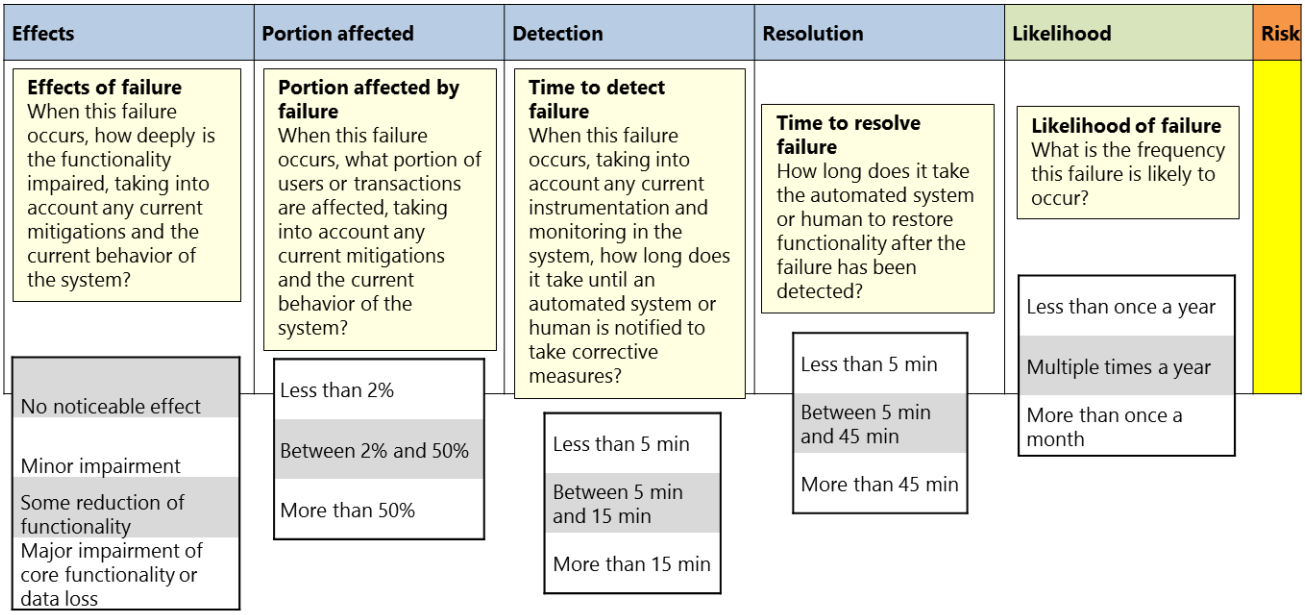 Effects
Portion affected
Detection
Resolution
Likelihood
Risk
Effects of failure
When this failure
occurs, how deeply is
the functionality
impaired, taking into
account any current
mitigations and the
current behavior of
the system?
No noticeable effect
Minor impairment
Some reduction of
functionality
Major impairment of
core functionality or
data loss
Portion affected by
failure
When this failure
occurs, what portion of
users or transactions
are affected, taking
into account any
current mitigations
and the current
behavior of the
system?
Less than 2%
Between 2% and 50%
More than 50%
Time to detect
failure
When this failure
occurs, taking into
account any current
instrumentation and
monitoring in the
system, how long does
it take until an
automated system or
human is notified to
take corrective
measures?
Less than 5 min
Between 5 min
and 15 min
More than 15 min
Time to resolve
failure
How long does it take
the automated system
or human to restore
functionality after the
failure has been
detected?
Less than 5 min
Between 5 min
and 45 min
More than 45 min
Likelihood of failure
What is the frequency
this failure is likely to
occur?
Less than once a year
Multiple times a year
More than once a
month